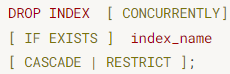 DROP INDEX  [ CONCURRENTLY]
[ IF EXISTS ]  index_name
[ CASCADE | RESTRICT ];